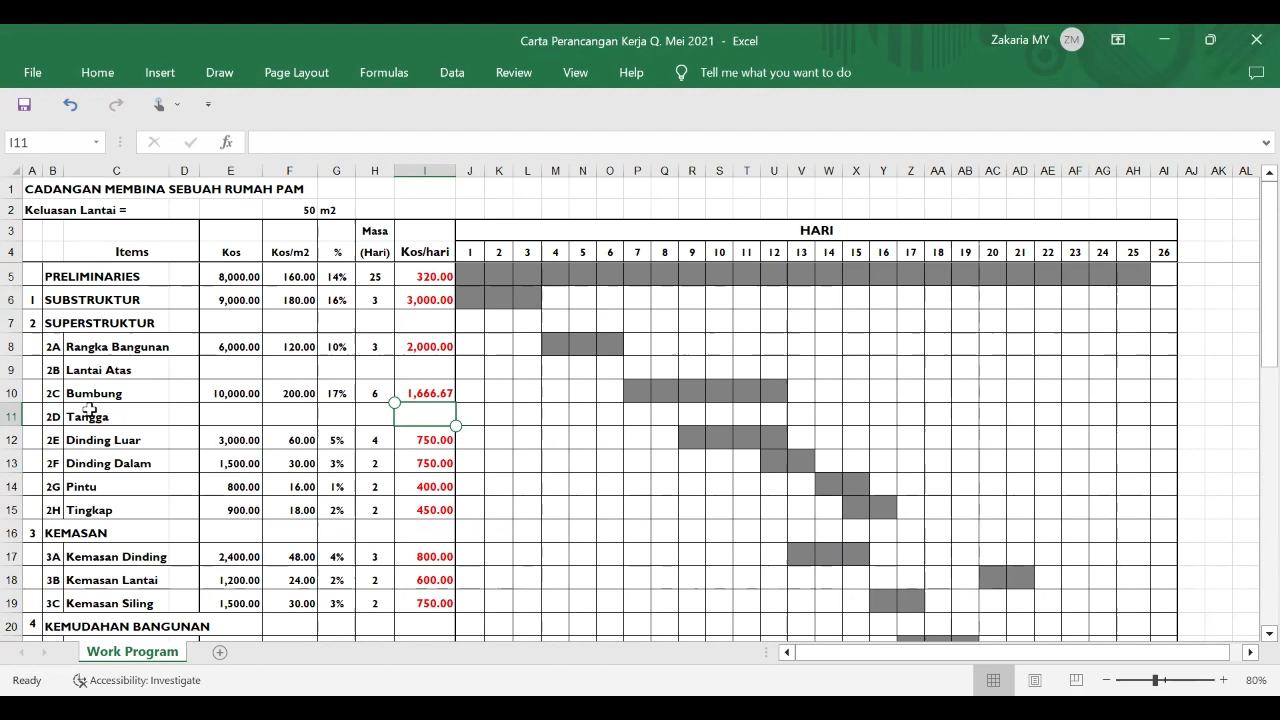 Carta Perancangan Kerja Q. Mei 2021 - Excel
Zakaria MY ZM
File Home Insert Draw Page Layout Formulas Data Review View Help Tell me what you want to do
I11 fx
A B C D E F G H I J K L M N O P Q R S T U V W X Y Z AA AB AC AD AE AF AG AH AI AJ AK AL
1 CADANGAN MEMBINA SEBUAH RUMAH PAM
2 Keluasan Lantai = 50 m2
3 Masa HARI
4 Items Kos Kos/m2 % (Hari) Kos/hari 1 2 3 4 5 6 7 8 9 10 11 12 13 14 15 16 17 18 19 20 21 22 23 24 25 26
5 PRELIMINARIES 8,000.00 160.00 14% 25 320.00
6 1 SUBSTRUKTUR 9,000.00 180.00 16% 3 3,000.00
7 2 SUPERSTRUKTUR
8 2A Rangka Bangunan 6,000.00 120.00 10% 3 2,000.00
9 2B Lantai Atas
10 2C Bumbung 10,000.00 200.00 17% 6 1,666.67
11 2D Tangga
12 2E Dinding Luar 3,000.00 60.00 5% 4 750.00
13 2F Dinding Dalam 1,500.00 30.00 3% 2 750.00
14 2G Pintu 800.00 16.00 1% 2 400.00
15 2H Tingkap 900.00 18.00 2% 2 450.00
16 3 KEMASAN
17 3A Kemasan Dinding 2,400.00 48.00 4% 3 800.00
18 3B Kemasan Lantai 1,200.00 24.00 2% 2 600.00
19 3C Kemasan Siling 1,500.00 30.00 3% 2 750.00
20 4 KEMUDAHAN BANGUNAN
Work Program
Ready Accessibility: Investigate 80%